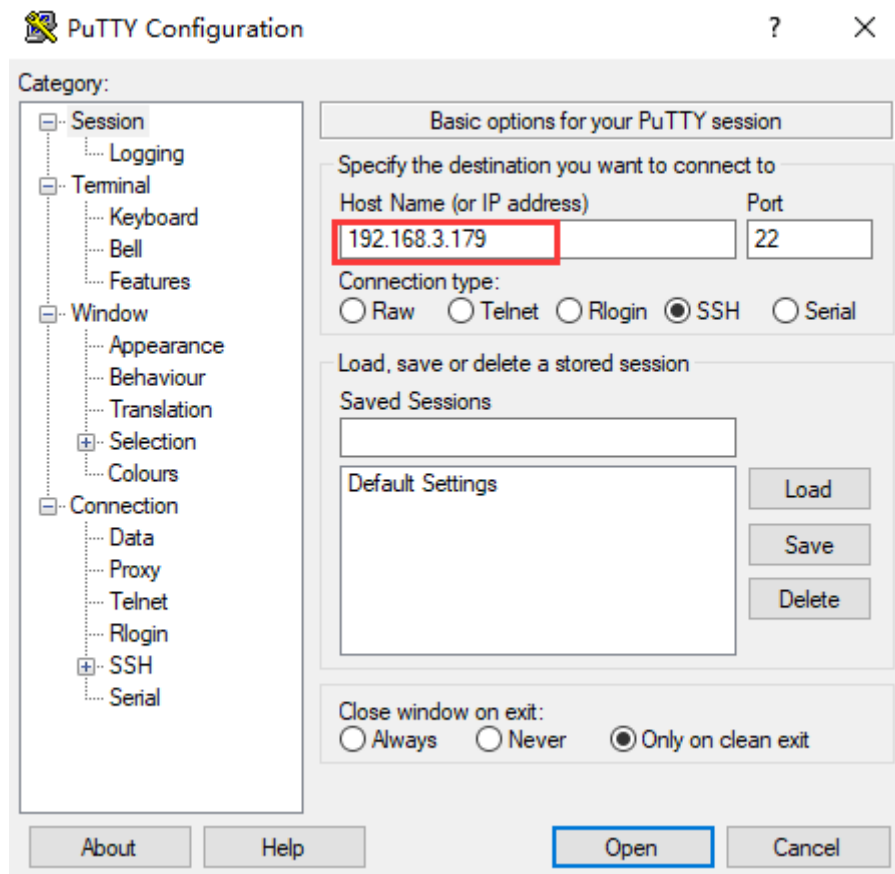 PuTTY Configuration
?
Category:
Session
Logging
Terminal
Keyboard
Bell
Features
Window
Appearance
Behaviour
Translation
Selection
Colours
Connection
Data
Proxy
Telnet
Rlogin
SSH
Serial
Basic options for your PuTTY session
Specify the destination you want to connect to
Host Name (or IP address) Port
192.168.3.179 22
Connection type:
Raw Telnet Rlogin SSH Serial
Load, save or delete a stored session
Saved Sessions
Default Settings
Load
Save
Delete
Close window on exit:
Always Never Only on clean exit
About Help Open Cancel